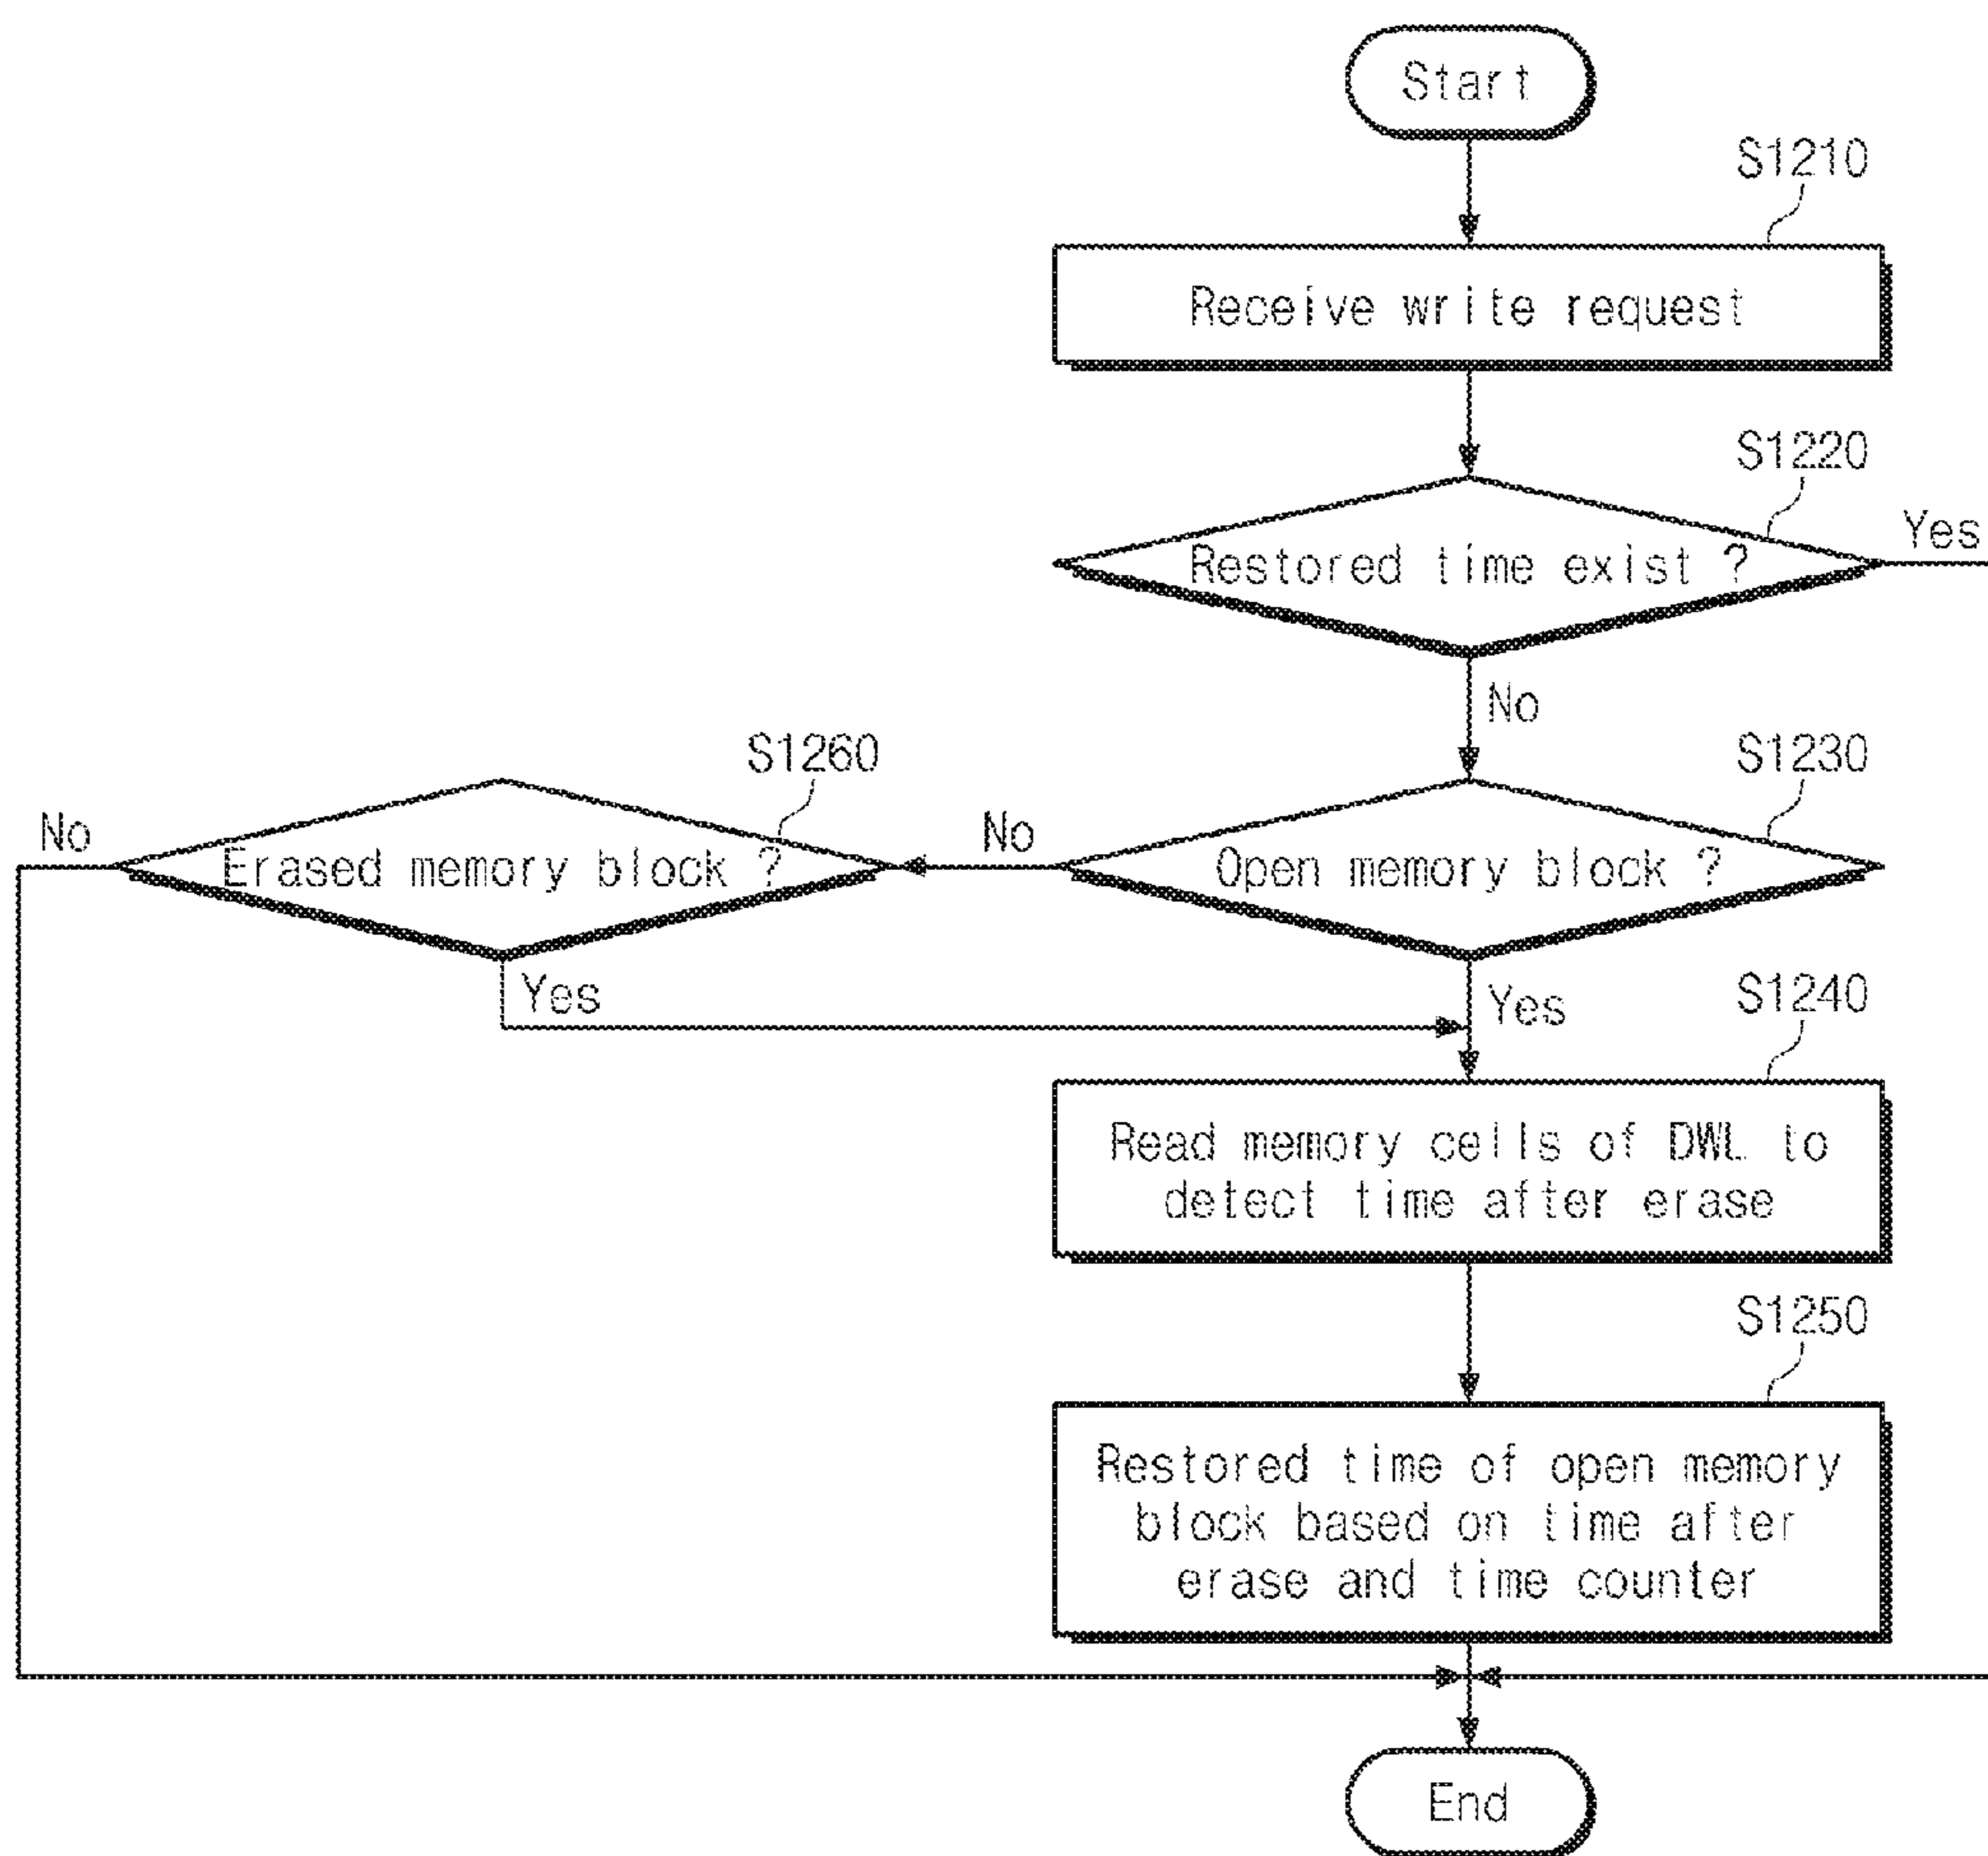 Start
S1210
Receive write request
S1220
Restored time exist ?
Yes
No
S1260
S1230
No
Erased memory block ?
No
Open memory block ?
Yes
Yes
S1240
Read memory cells of DWL to
detect time after erase
S1250
Restored time of open memory
block based on time after
erase and time counter
End